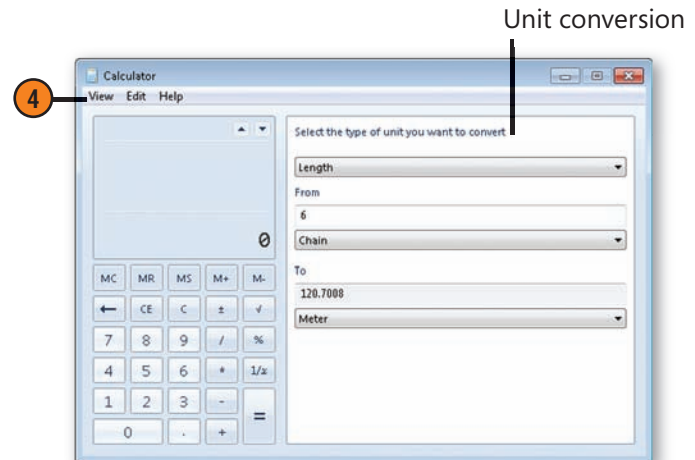 Unit conversion
Calculator
4
View Edit Help
Select the type of unit you want to convert
Length
From
6
0
Chain
To
MC MR MS M+ M-
120.7008
← CE C ± √
Meter
7 8 9 / %
4 5 6 * 1/x
1 2 3 -
=
0 . +